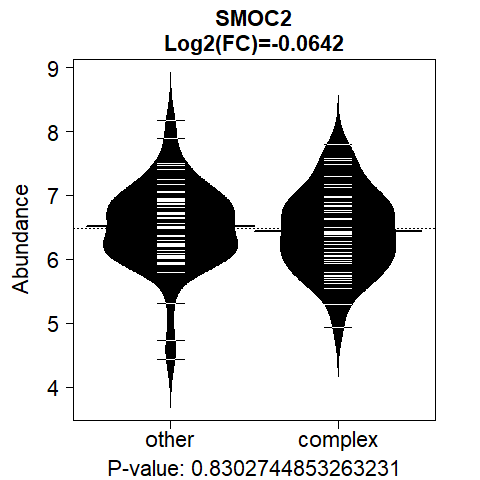 SMOC2
Log2(FC)=-0.0642
Abundance
9
8
7
6
5
4
other complex
P-value: 0.8302744853263231